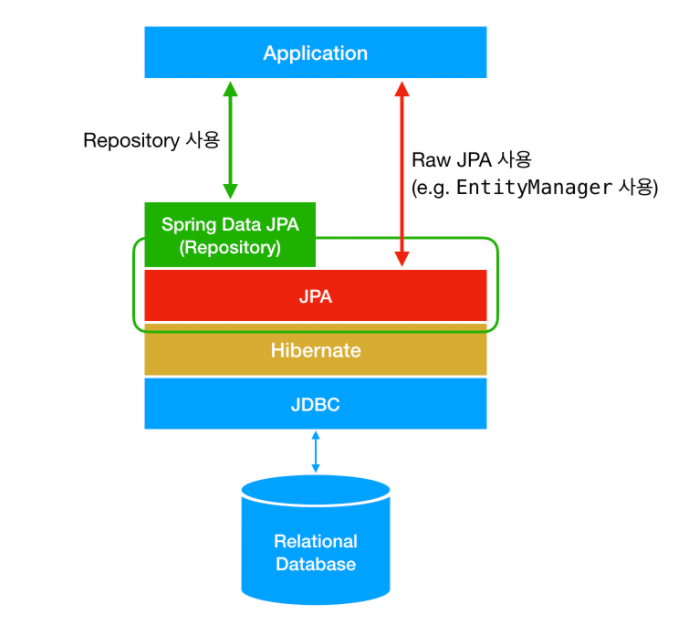 Application
Repository 사용
Raw JPA 사용
(e.g. EntityManager 사용)
Spring Data JPA
(Repository)
JPA
Hibernate
JDBC
Relational
Database